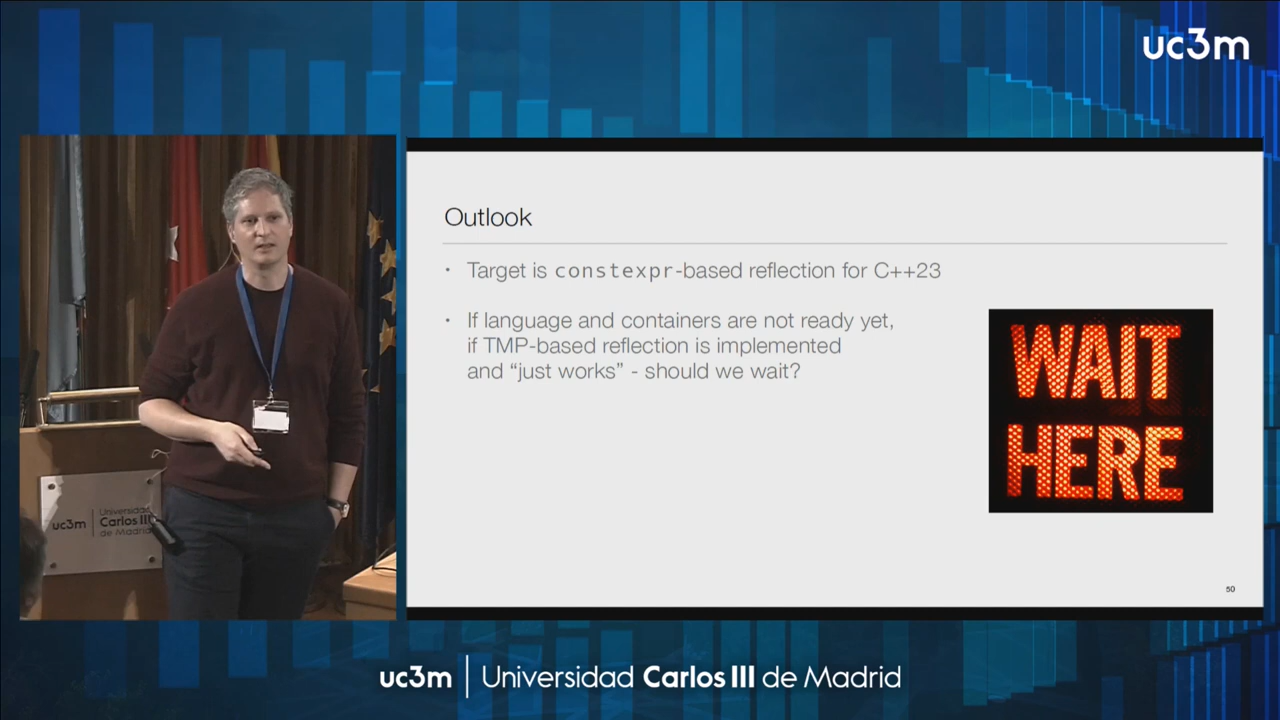 uc3m
Outlook
• Target is constexpr-based reflection for C++23
• If language and containers are not ready yet,
if TMP-based reflection is implemented
and “just works” - should we wait?
WAIT
HERE
50
uc3m
Universidad
Carlos III
de Madrid
uc3m | Universidad Carlos III de Madrid